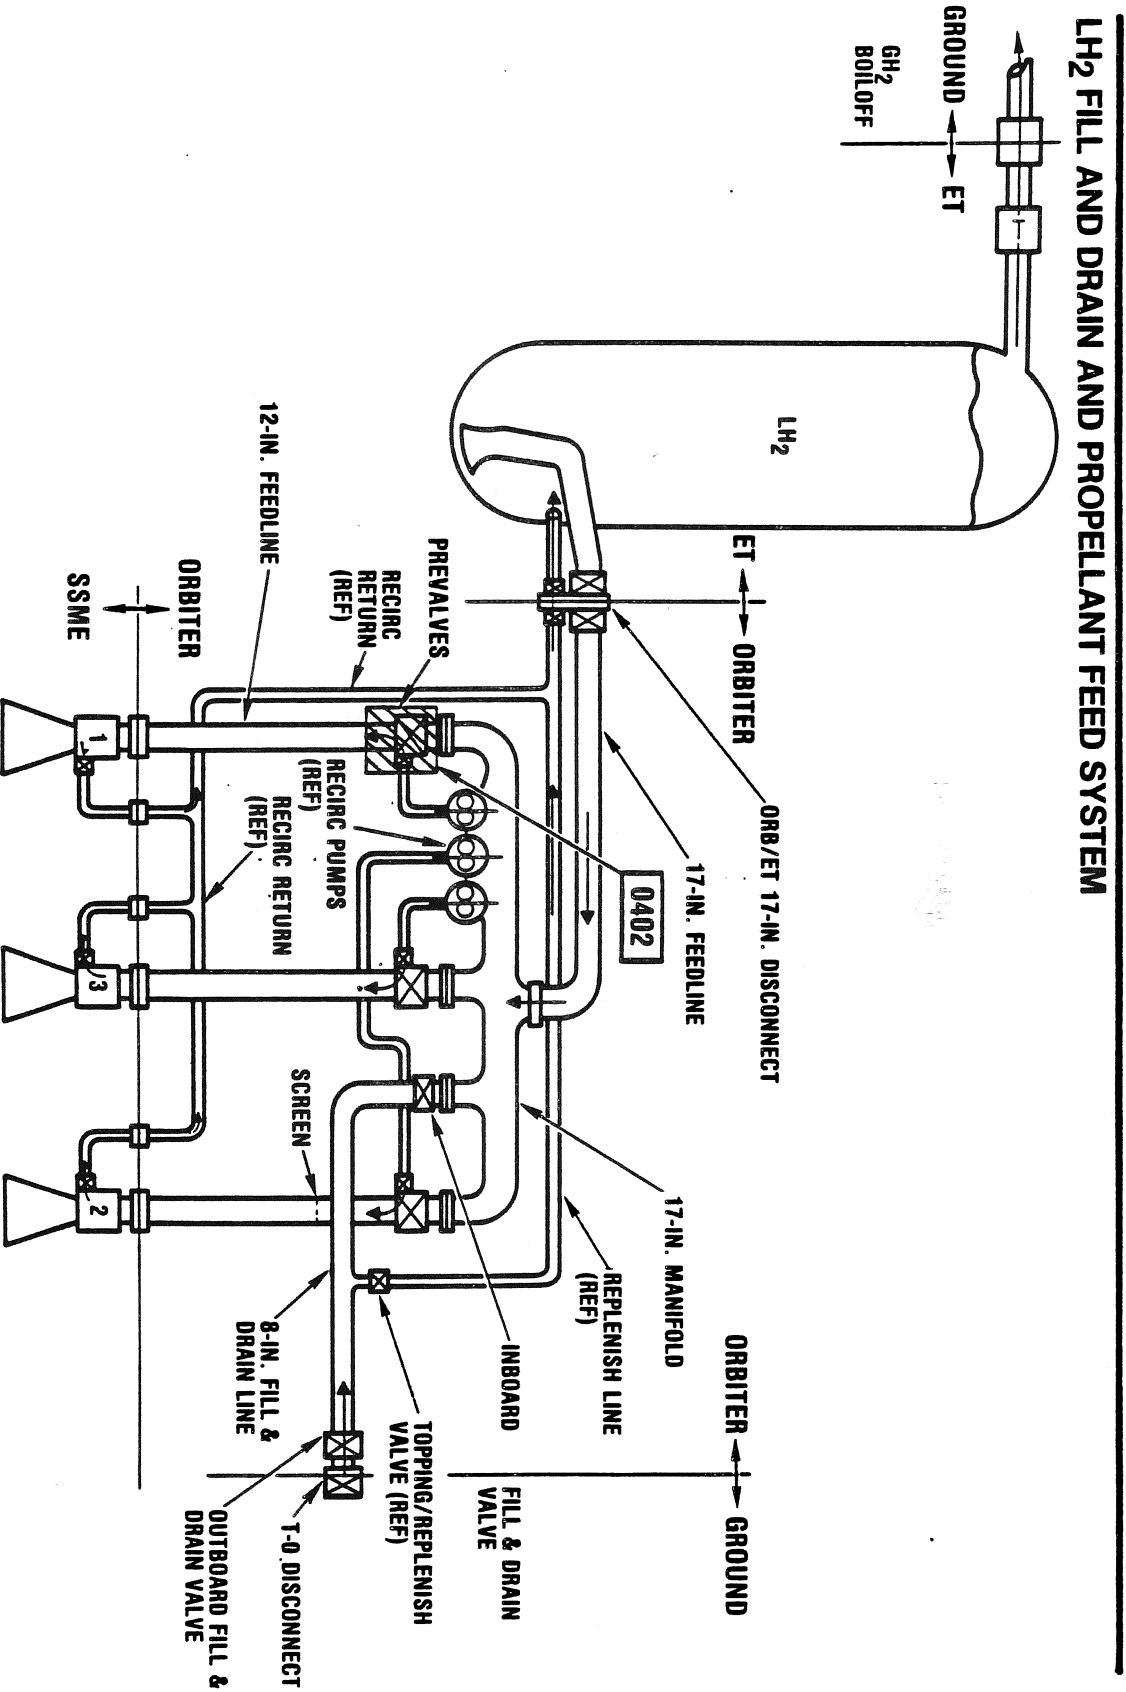 LH2 FILL AND DRAIN AND PROPELLANT FEED SYSTEM
GROUND
ET
GH2
BOILOFF
LH2
ET
ORBITER
ORB/ET 17-IN. DISCONNECT
17-IN. FEEDLINE
0402
17-IN. MANIFOLD
REPLENISH LINE
(REF)
ORBITER
GROUND
12-IN. FEEDLINE
PREVALVES
RECIRC
RETURN
(REF)
ORBITER
SSME
RECIRC PUMPS
(REF)
RECIRC RETURN
(REF)
SCREEN
INBOARD
FILL & DRAIN
VALVE
TOPPING/REPLENISH
VALVE (REF)
8-IN. FILL &
DRAIN LINE
T-O DISCONNECT
OUTBOARD FILL &
DRAIN VALVE
1
3
2